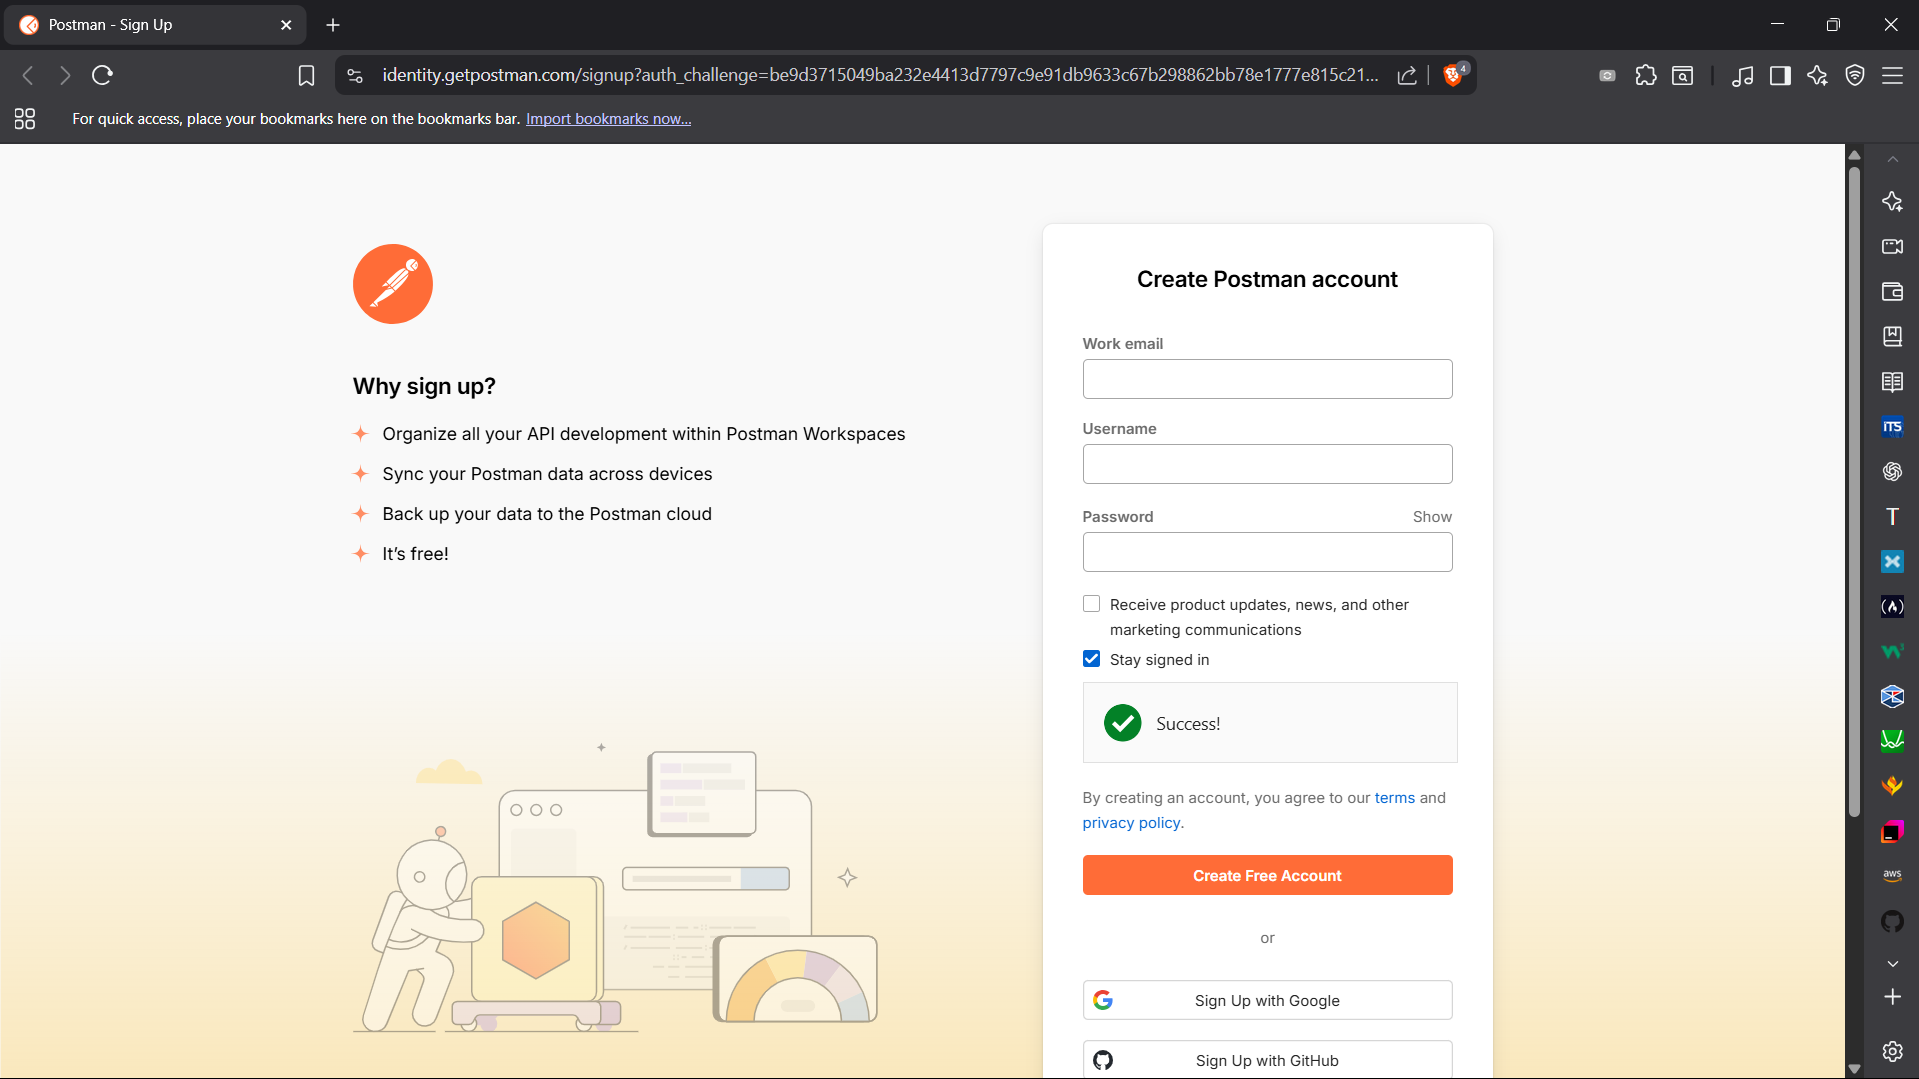 Postman - Sign Up
identity.getpostman.com/signup?auth_challenge=be9d3715049ba232e4413d7797c9e91db9633c67b298862bb78e1777e815c21...
4
For quick access, place your bookmarks here on the bookmarks bar. Import bookmarks now...
Why sign up?
Organize all your API development within Postman Workspaces
Sync your Postman data across devices
Back up your data to the Postman cloud
It's free!
Create Postman account
Work email
Username
Password Show
Receive product updates, news, and other
marketing communications
Stay signed in
Success!
By creating an account, you agree to our terms and
privacy policy.
Create Free Account
or
Sign Up with Google
Sign Up with GitHub
iTS
T
aws